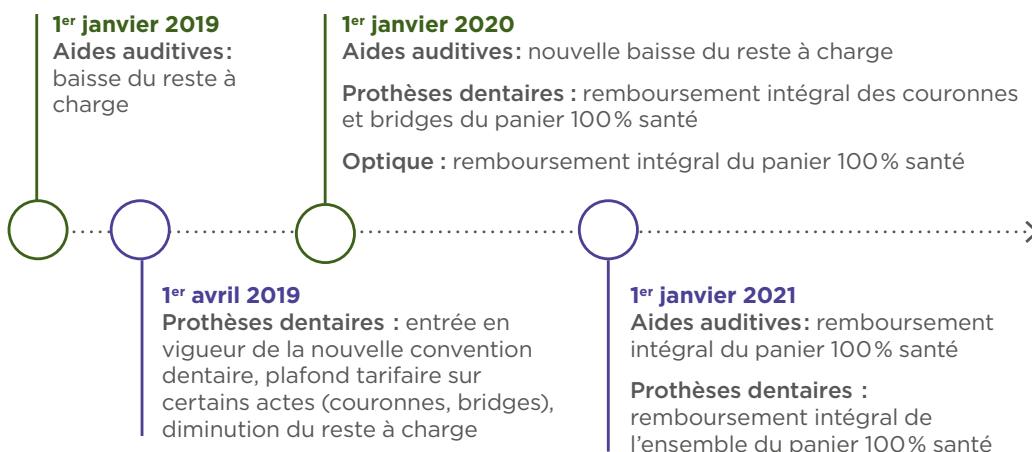 1er janvier 2019
Aides auditives:
baisse du reste à
charge
1er janvier 2020
Aides auditives: nouvelle baisse du reste à charge
Prothèses dentaires : remboursement intégral des couronnes
et bridges du panier 100% santé
Optique : remboursement intégral du panier 100% santé
1er avril 2019
Prothèses dentaires : entrée en
vigueur de la nouvelle convention
dentaire, plafond tarifaire sur
certains actes (couronnes, bridges),
diminution du reste à charge
1er janvier 2021
Aides auditives: remboursement
intégral du panier 100% santé
Prothèses dentaires :
remboursement intégral de
l'ensemble du panier 100% santé